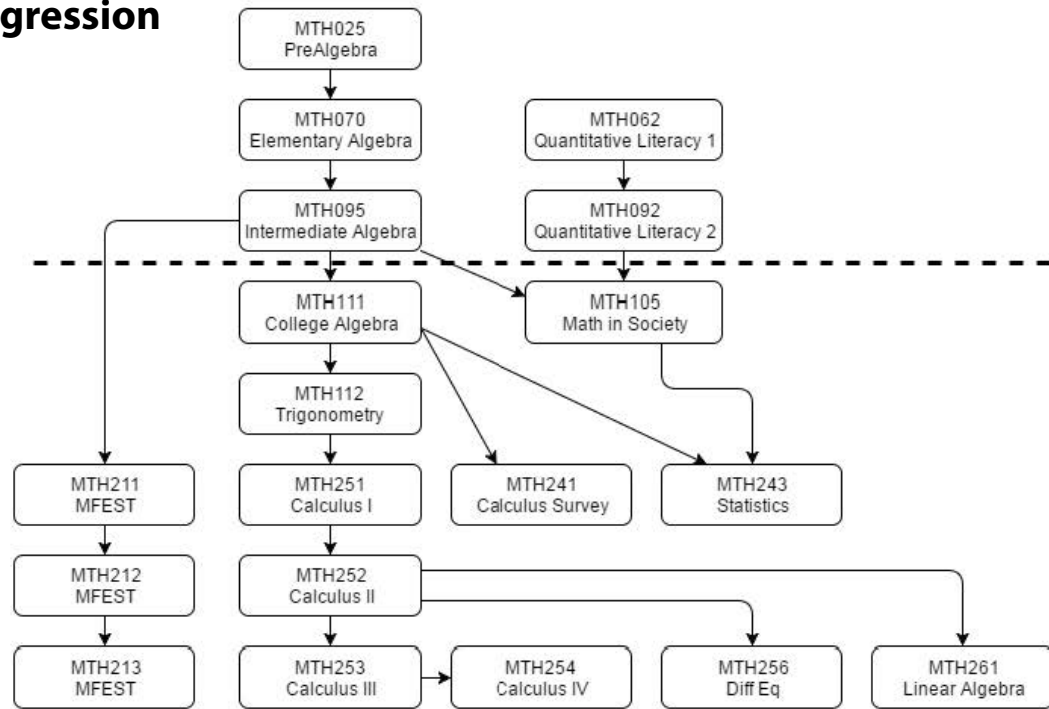 gression
MTH025
PreAlgebra
MTH070
Elementary Algebra
MTH062
Quantitative Literacy 1
MTH095
Intermediate Algebra
MTH092
Quantitative Literacy 2
MTH111
College Algebra
MTH105
Math in Society
MTH112
Trigonometry
MTH211
MFEST
MTH251
Calculus I
MTH241
Calculus Survey
MTH243
Statistics
MTH212
MFEST
MTH252
Calculus II
MTH213
MFEST
MTH253
Calculus III
MTH254
Calculus IV
MTH256
Diff Eq
MTH261
Linear Algebra